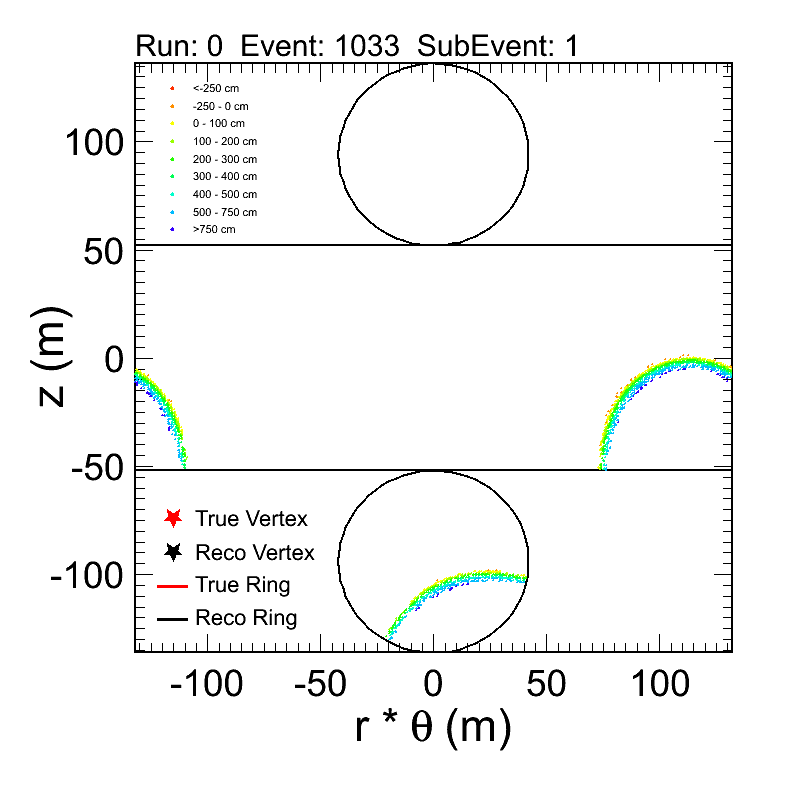 Run: 0 Event: 1033 SubEvent: 1
<-250 cm
-250 - 0 cm
0 - 100 cm
100 - 200 cm
200 - 300 cm
300 - 400 cm
400 - 500 cm
500 - 750 cm
>750 cm
100
50
0
-50
-100
z (m)
True Vertex
Reco Vertex
True Ring
Reco Ring
-100 -50 0 50 100
r * θ (m)